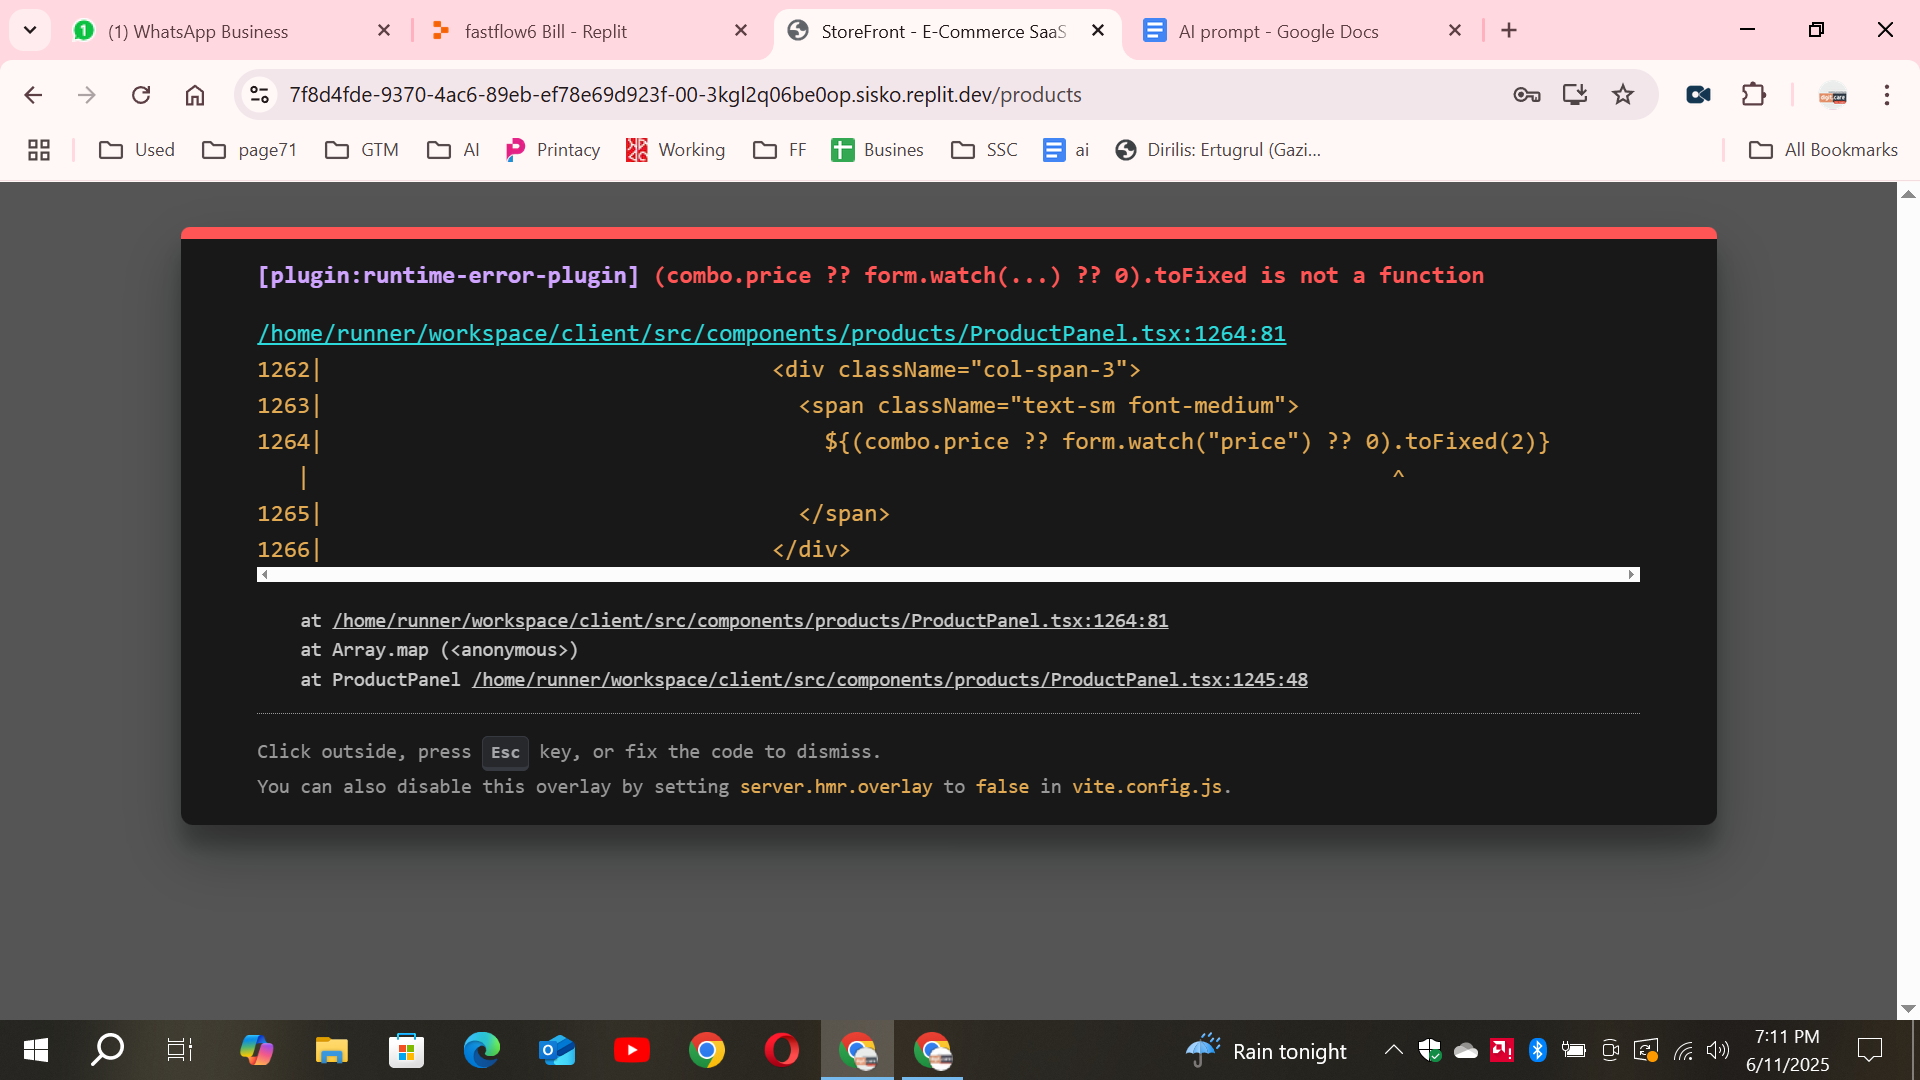 (1) WhatsApp Business
fastflow6 Bill - Replit
StoreFront - E-Commerce SaaS
AI prompt - Google Docs
7f8d4fde-9370-4ac6-89eb-ef78e69d923f-00-3kgl2q06be0op.sisko.replit.dev/products
Used
page71
GTM
AI
Printacy
Working
FF
Busines
SSC
ai
Dirilis: Ertugrul (Gazi...
All Bookmarks
[plugin:runtime-error-plugin] (combo.price ?? form.watch(...) ?? 0).toFixed is not a function
/home/runner/workspace/client/src/components/products/ProductPanel.tsx:1264:81
1262| <div className="col-span-3">
1263| <span className="text-sm font-medium">
1264| ${(combo.price ?? form.watch("price") ?? 0).toFixed(2)}
| ^
1265| </span>
1266| </div>
at /home/runner/workspace/client/src/components/products/ProductPanel.tsx:1264:81
at Array.map (<anonymous>)
at ProductPanel /home/runner/workspace/client/src/components/products/ProductPanel.tsx:1245:48
Click outside, press Esc key, or fix the code to dismiss.
You can also disable this overlay by setting server.hmr.overlay to false in vite.config.js.
Rain tonight
7:11 PM
6/11/2025